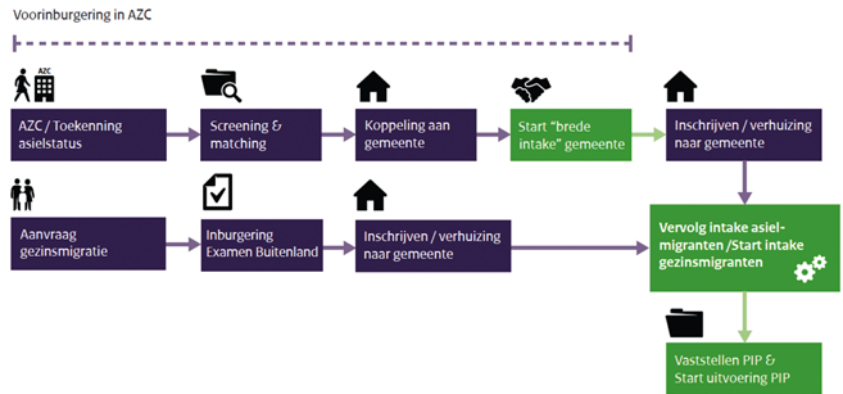 Voorinburgering in AZC
AZC
AZC / Toekenning
asielstatus
Screening &
matching
Koppeling aan
gemeente
Start "brede
intake" gemeente
Inschrijven / verhuizing
naar gemeente
Aanvraag
gezinsmigratie
Inburgering
Examen Buitenland
Inschrijven / verhuizing
naar gemeente
Vervolg intake asiel-
migranten /Start intake
gezinsmigranten
Vaststellen PIP &
Start uitvoering PIP